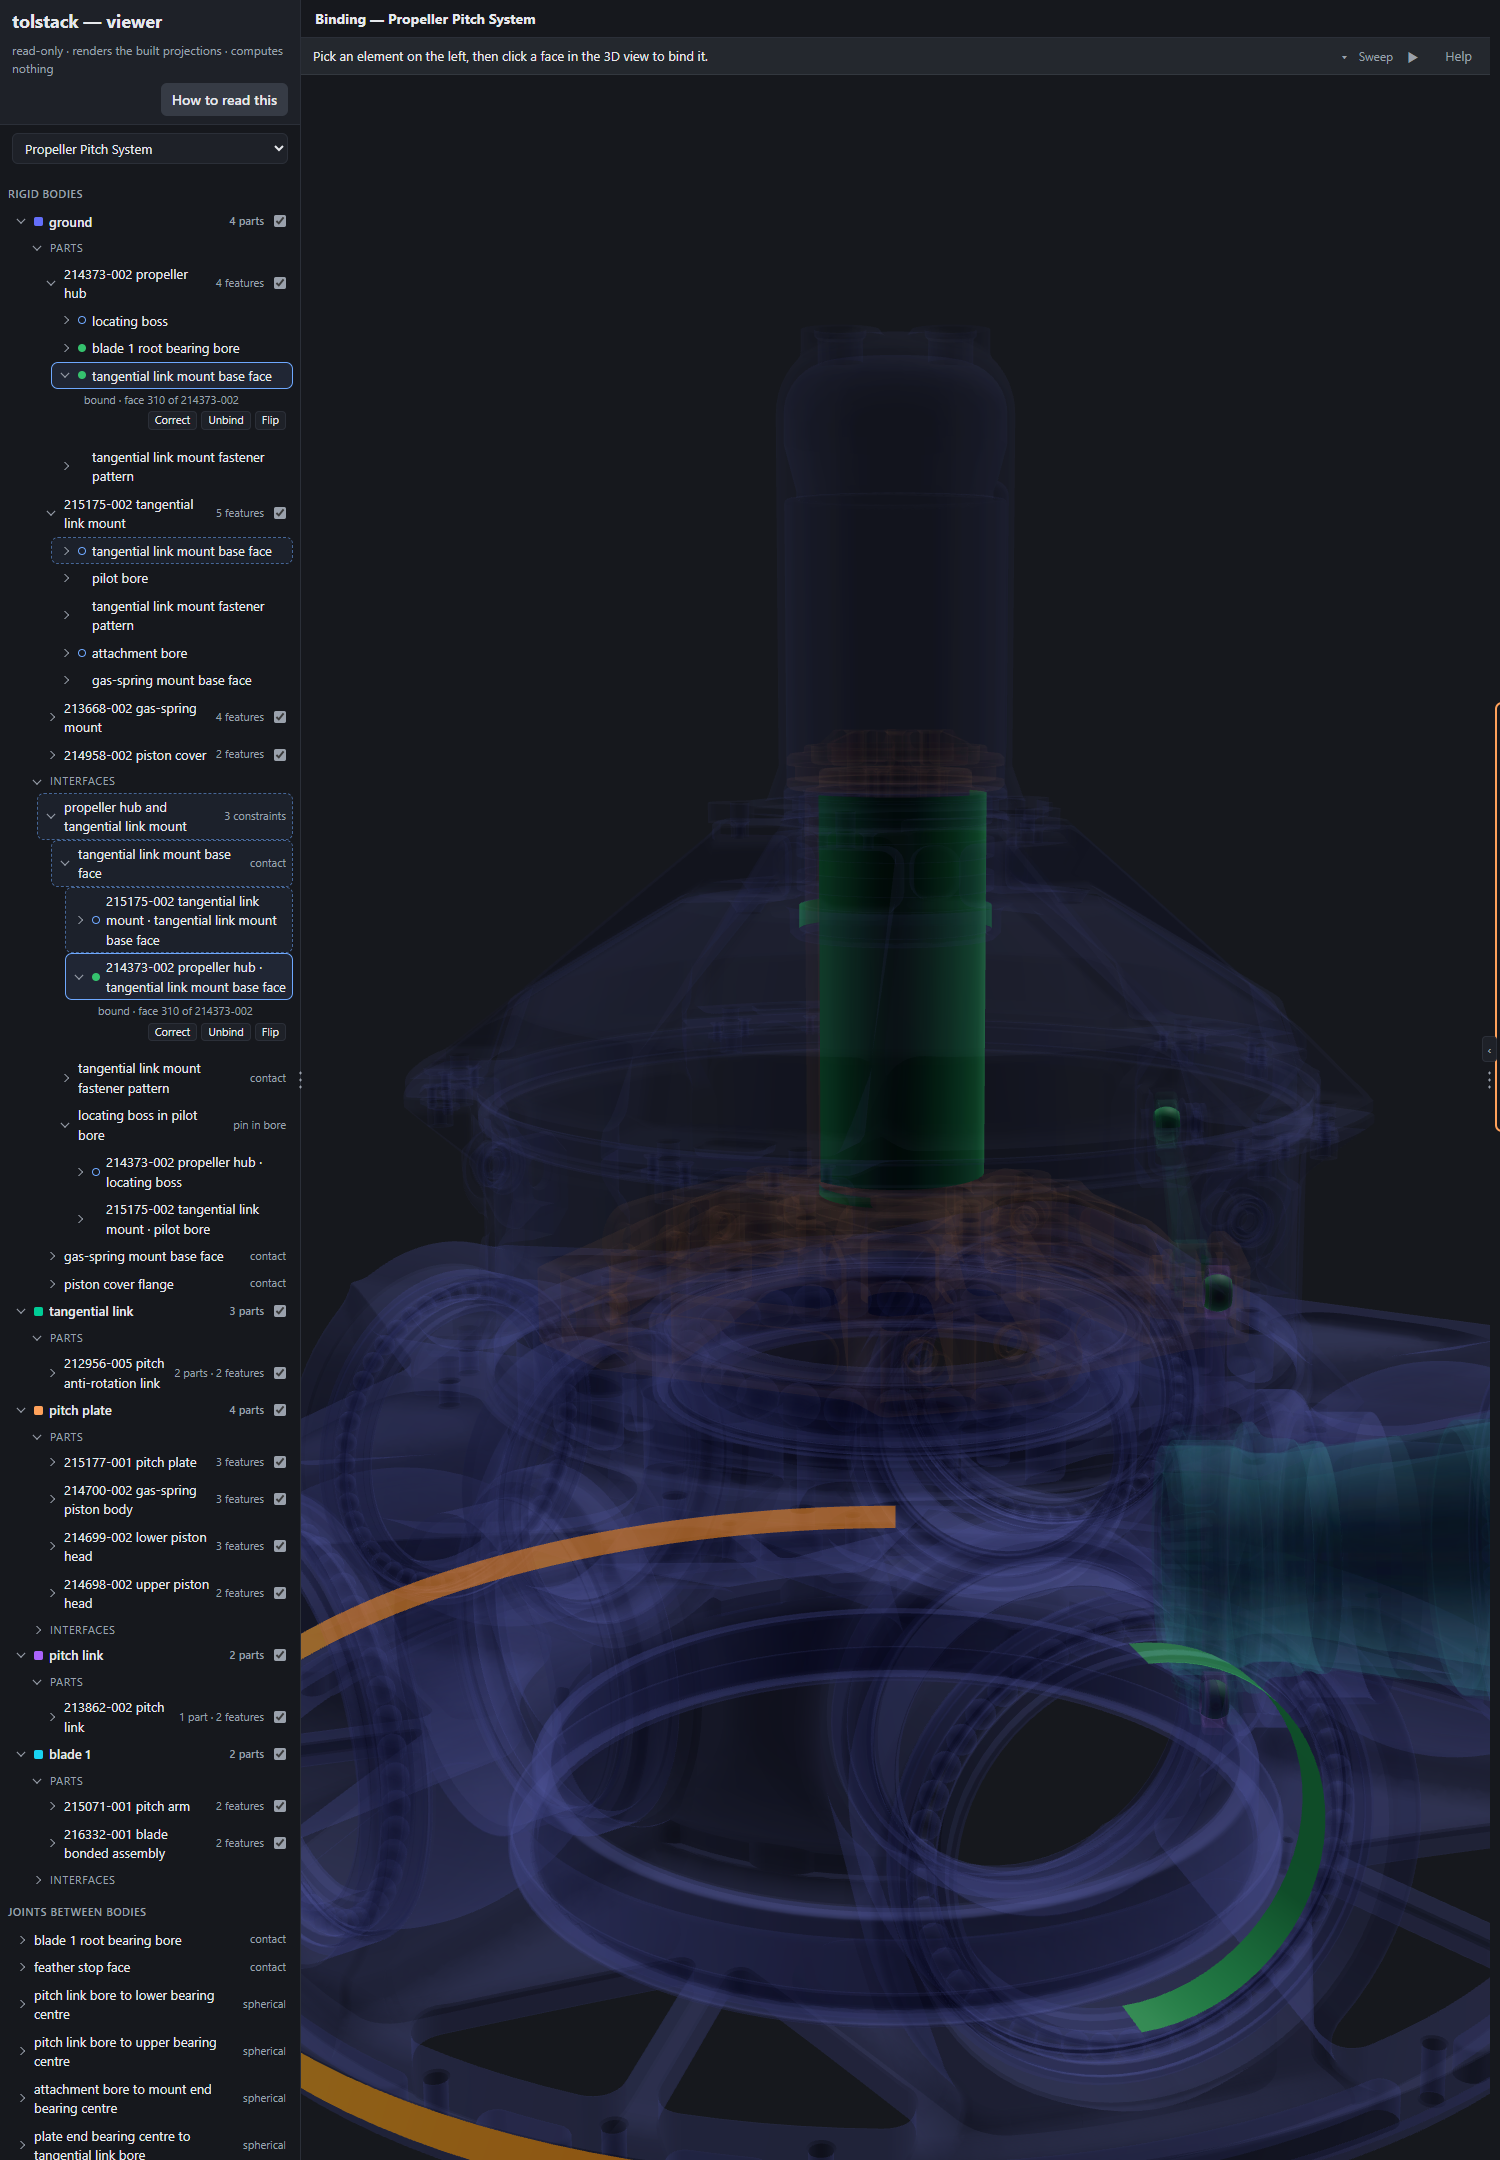 tolstack — viewer
read-only · renders the built projections · computes
nothing
How to read this
Propeller Pitch System
RIGID BODIES
ground 4 parts
PARTS
214373-002 propeller
hub 4 features
locating boss
blade 1 root bearing bore
tangential link mount base face
bound · face 310 of 214373-002
Correct Unbind Flip
tangential link mount fastener
pattern
215175-002 tangential
link mount 5 features
tangential link mount base face
pilot bore
tangential link mount fastener
pattern
attachment bore
gas-spring mount base face
213668-002 gas-spring
mount 4 features
214958-002 piston cover 2 features
INTERFACES
propeller hub and
tangential link mount 3 constraints
tangential link mount base
face contact
215175-002 tangential link
mount · tangential link mount
base face
214373-002 propeller hub ·
tangential link mount base face
bound · face 310 of 214373-002
Correct Unbind Flip
tangential link mount
fastener pattern contact
locating boss in pilot
bore pin in bore
214373-002 propeller hub ·
locating boss
215175-002 tangential link
mount · pilot bore
gas-spring mount base face contact
piston cover flange contact
tangential link 3 parts
PARTS
212956-005 pitch
anti-rotation link 2 parts · 2 features
pitch plate 4 parts
PARTS
215177-001 pitch plate 3 features
214700-002 gas-spring
piston body 3 features
214699-002 lower piston
head 3 features
214698-002 upper piston
head 2 features
INTERFACES
pitch link 2 parts
PARTS
213862-002 pitch
link 1 part · 2 features
blade 1 2 parts
PARTS
215071-001 pitch arm 2 features
216332-001 blade
bonded assembly 2 features
INTERFACES
JOINTS BETWEEN BODIES
blade 1 root bearing bore contact
feather stop face contact
pitch link bore to lower bearing
centre spherical
pitch link bore to upper bearing
centre spherical
attachment bore to mount end
bearing centre spherical
plate end bearing centre to
tangential link bore spherical
Binding — Propeller Pitch System
Pick an element on the left, then click a face in the 3D view to bind it.
Sweep Help